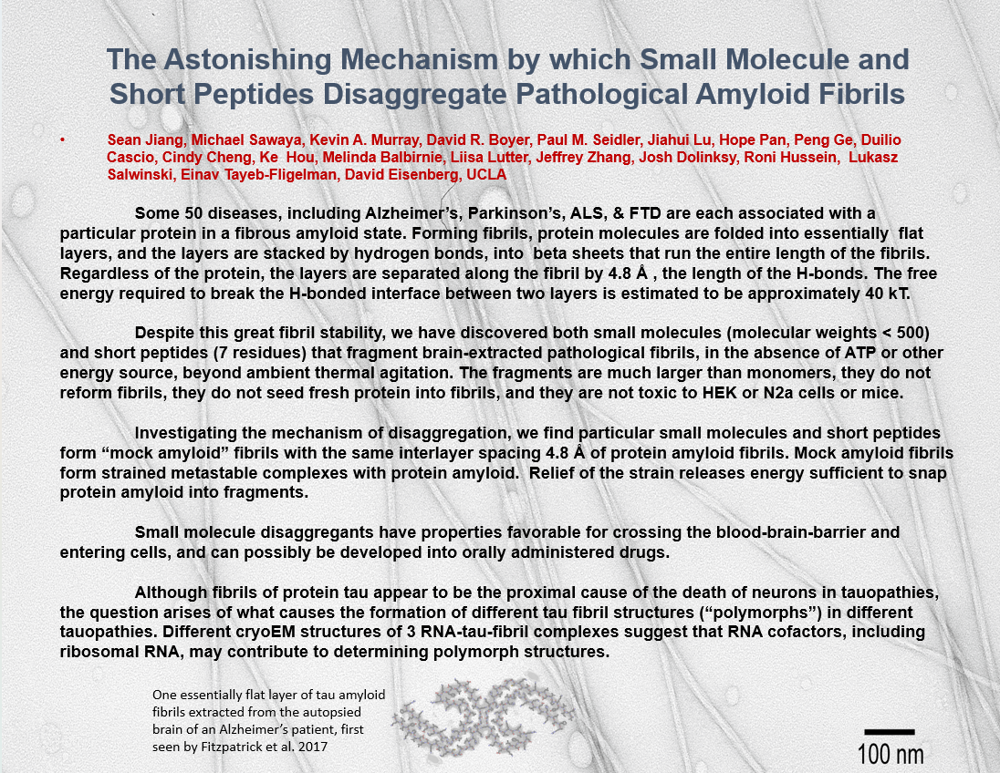 The Astonishing Mechanism by which Small Molecule and
Short Peptides Disaggregate Pathological Amyloid Fibrils
• Sean Jiang, Michael Sawaya, Kevin A. Murray, David R. Boyer, Paul M. Seidler, Jiahui Lu, Hope Pan, Peng Ge, Duilio
Cascio, Cindy Cheng, Ke Hou, Melinda Balbirnie, Liisa Lutter, Jeffrey Zhang, Josh Dolinksy, Roni Hussein, Lukasz
Salwinski, Einav Tayeb-Fligelman, David Eisenberg, UCLA
Some 50 diseases, including Alzheimer’s, Parkinson’s, ALS, & FTD are each associated with a
particular protein in a fibrous amyloid state. Forming fibrils, protein molecules are folded into essentially flat
layers, and the layers are stacked by hydrogen bonds, into beta sheets that run the entire length of the fibrils.
Regardless of the protein, the layers are separated along the fibril by 4.8 Å , the length of the H-bonds. The free
energy required to break the H-bonded interface between two layers is estimated to be approximately 40 kT.
Despite this great fibril stability, we have discovered both small molecules (molecular weights < 500)
and short peptides (7 residues) that fragment brain-extracted pathological fibrils, in the absence of ATP or other
energy source, beyond ambient thermal agitation. The fragments are much larger than monomers, they do not
reform fibrils, they do not seed fresh protein into fibrils, and they are not toxic to HEK or N2a cells or mice.
Investigating the mechanism of disaggregation, we find particular small molecules and short peptides
form “mock amyloid” fibrils with the same interlayer spacing 4.8 Å of protein amyloid fibrils. Mock amyloid fibrils
form strained metastable complexes with protein amyloid. Relief of the strain releases energy sufficient to snap
protein amyloid into fragments.
Small molecule disaggregants have properties favorable for crossing the blood-brain-barrier and
entering cells, and can possibly be developed into orally administered drugs.
Although fibrils of protein tau appear to be the proximal cause of the death of neurons in tauopathies,
the question arises of what causes the formation of different tau fibril structures (“polymorphs”) in different
tauopathies. Different cryoEM structures of 3 RNA-tau-fibril complexes suggest that RNA cofactors, including
ribosomal RNA, may contribute to determining polymorph structures.
One essentially flat layer of tau amyloid
fibrils extracted from the autopsied
brain of an Alzheimer’s patient, first
seen by Fitzpatrick et al. 2017
100 nm